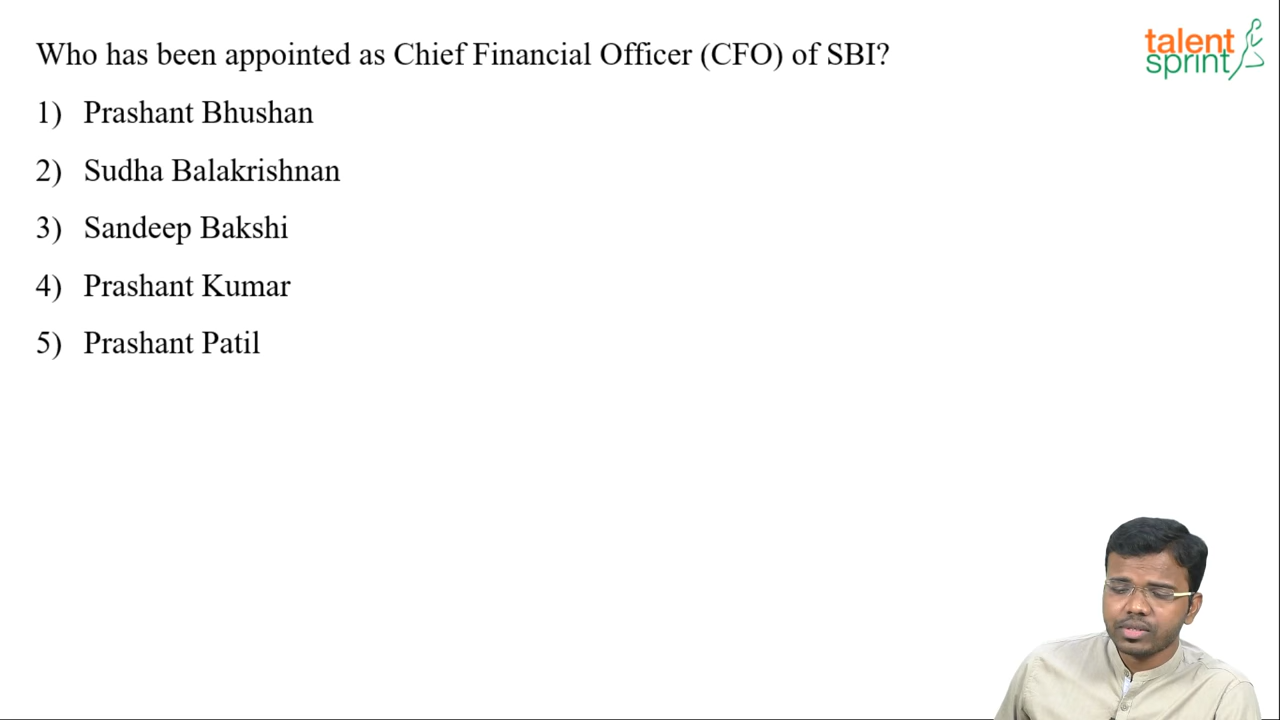 Who has been appointed as Chief Financial Officer (CFO) of SBI?
1) Prashant Bhushan
2) Sudha Balakrishnan
3) Sandeep Bakshi
4) Prashant Kumar
5) Prashant Patil
talent
sprint